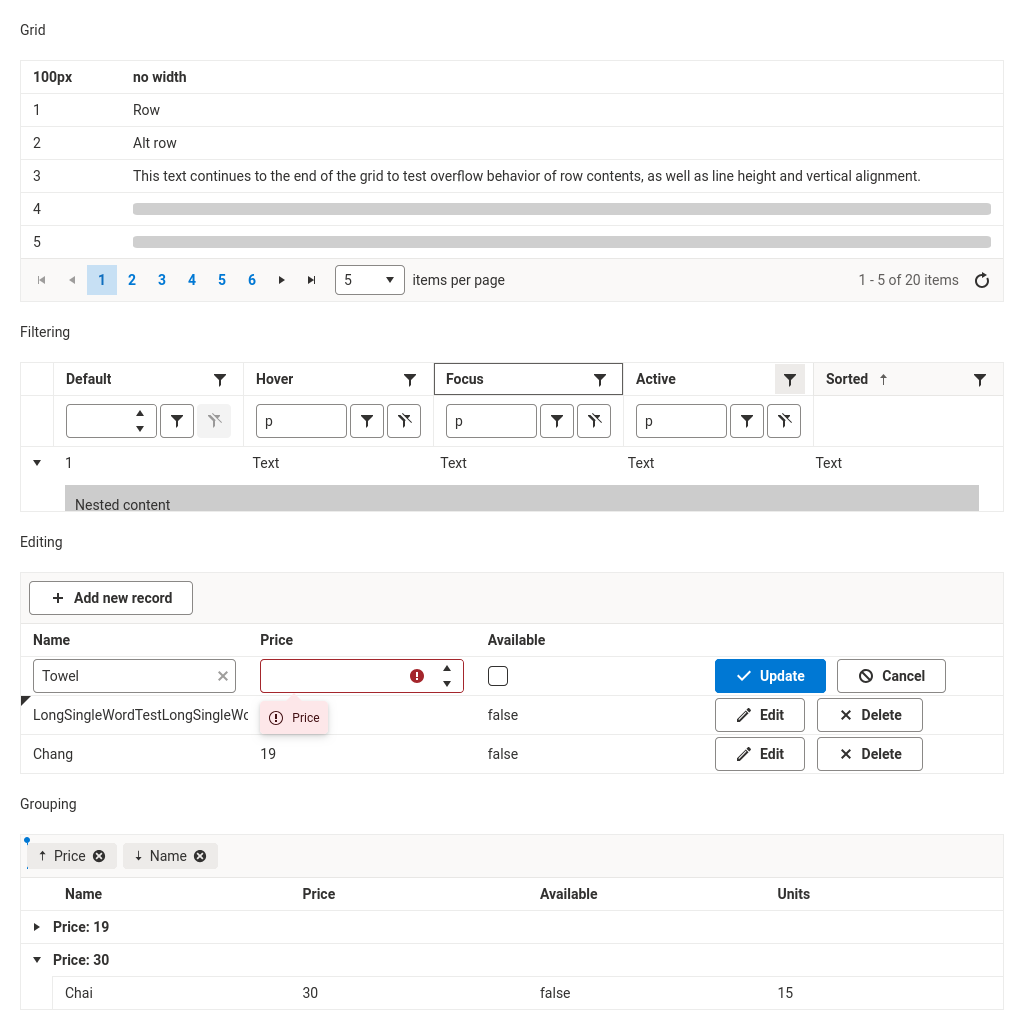 Grid
100px no width
1 Row
2 Alt row
3 This text continues to the end of the grid to test overflow behavior of row contents, as well as line height and vertical alignment.
4
5
1 2 3 4 5 6 5 items per page 1 - 5 of 20 items
Filtering
Default Hover Focus Active Sorted
p p p
1 Text Text Text Text
Nested content
Editing
Add new record
Name Price Available
Towel Update Cancel
LongSingleWordTestLongSingleWo Price false Edit Delete
Chang 19 false Edit Delete
Grouping
Price Name
Name Price Available Units
Price: 19
Price: 30
Chai 30 false 15